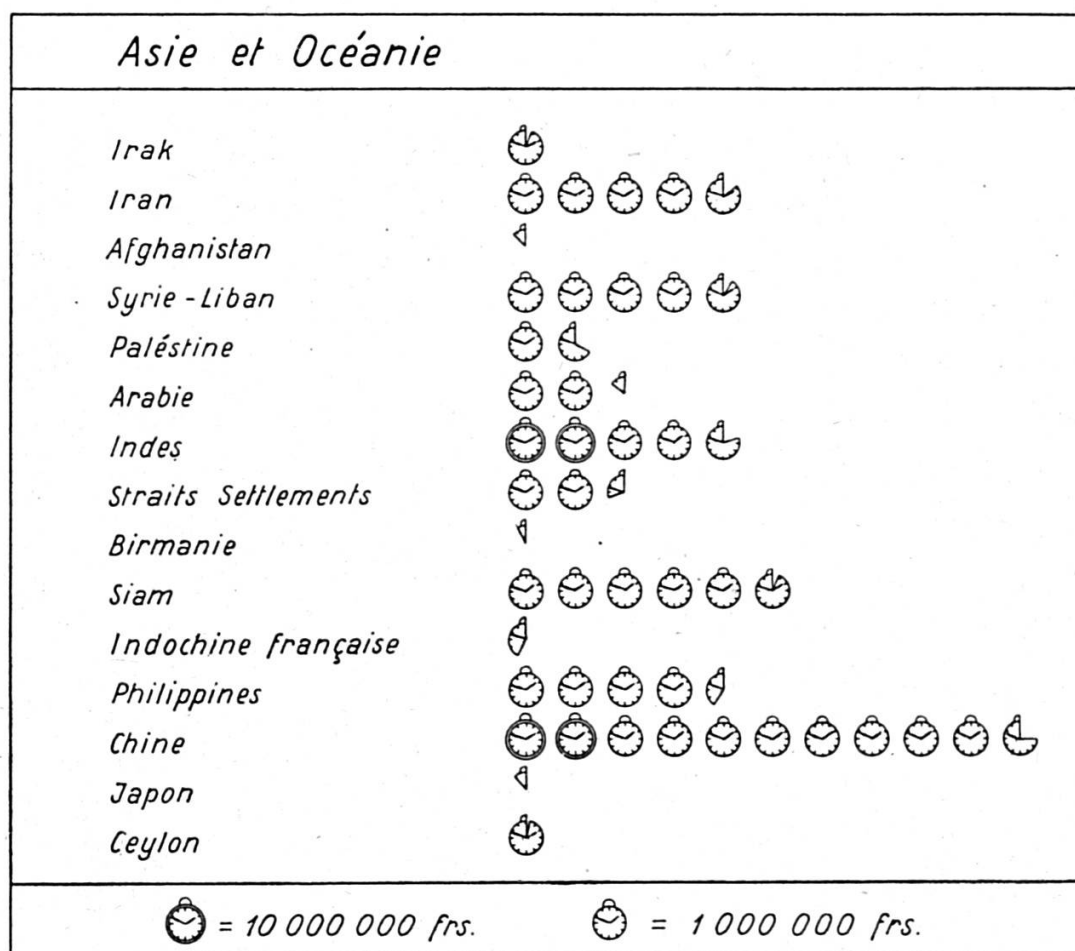 Asie et Océanie
Irak
Iran
Afghanistan
Syrie - Liban
Paléstine
Arabie
Indes
Straits Settlements
Birmanie
Siam
Indochine française
Philippines
Chine
Japon
Ceylon
= 10 000 000 frs. = 1 000 000 frs.